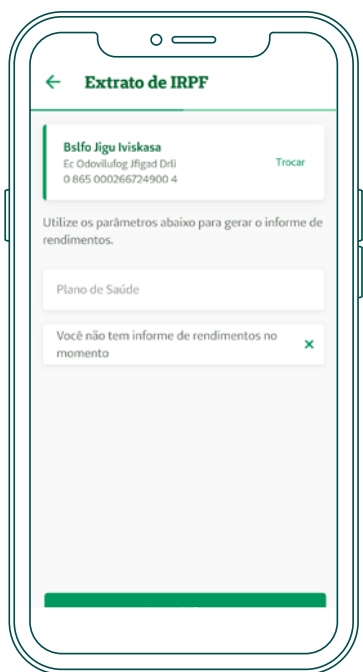 Extrato de IRPF
Bslfo Jigu Iviskasa
Ec Odovilufog Jfigad Drli
Trocar
0 865 000266724900 4
Utilize os parâmetros abaixo para gerar o informe de
rendimentos.
Plano de Saúde
Você não tem informe de rendimentos no
momento